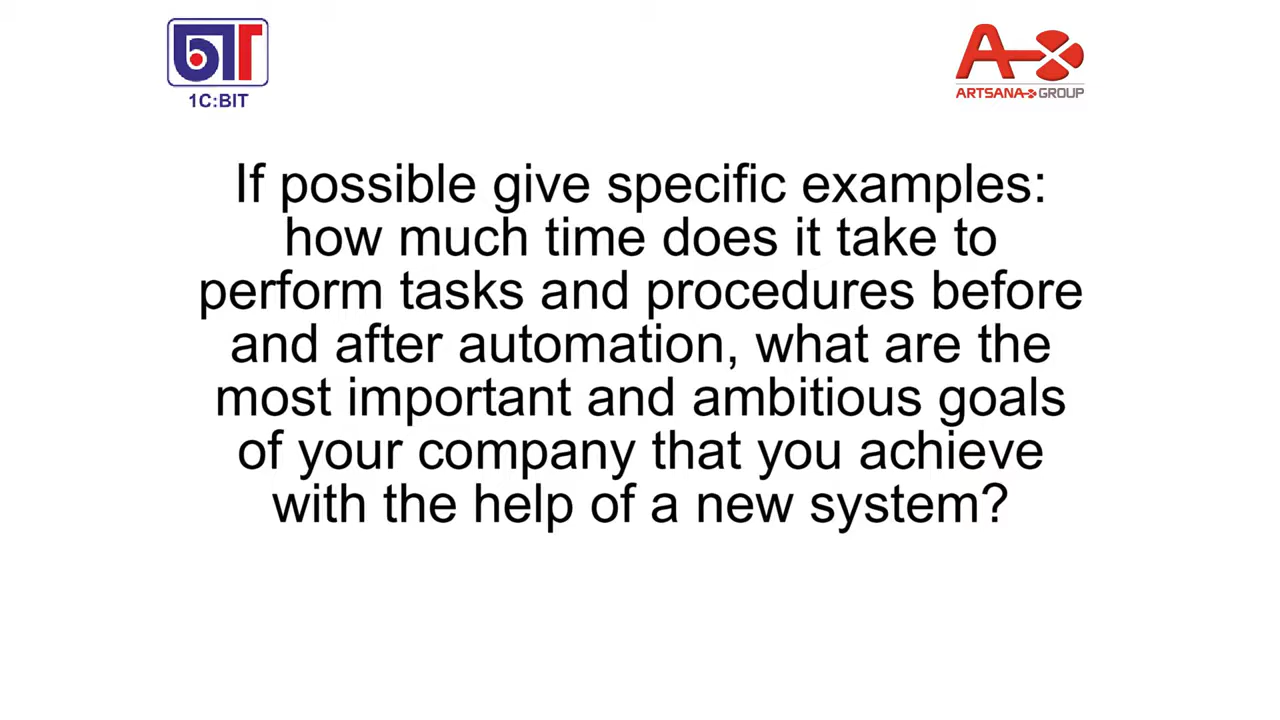 бит
1C:BIT
A
ARTSANA GROUP
If possible give specific examples:
how much time does it take to
perform tasks and procedures before
and after automation, what are the
most important and ambitious goals
of your company that you achieve
with the help of a new system?